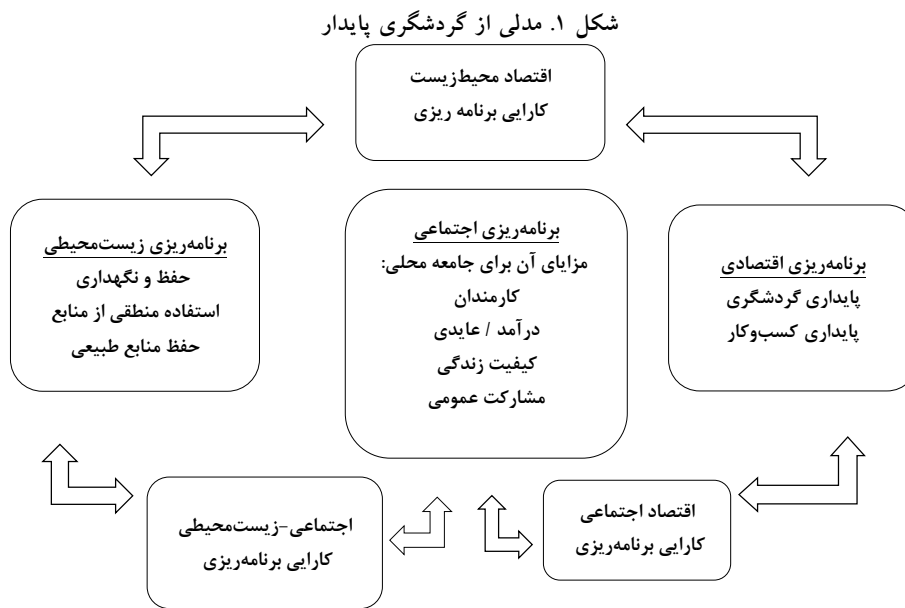 شکل ۱. مدلی از گردشگری پایدار
اقتصاد محیط‌زیست
کارایی برنامه ریزی
برنامه‌ریزی اقتصادی
پایداری گردشگری
پایداری کسب‌وکار
برنامه‌ریزی اجتماعی
مزایای آن برای جامعه محلی:
کارمندان
درآمد / عایدی
کیفیت زندگی
مشارکت عمومی
برنامه‌ریزی زیست‌محیطی
حفظ و نگهداری
استفاده منطقی از منابع
حفظ منابع طبیعی
اقتصاد اجتماعی
کارایی برنامه‌ریزی
اجتماعی-زیست‌محیطی
کارایی برنامه‌ریزی